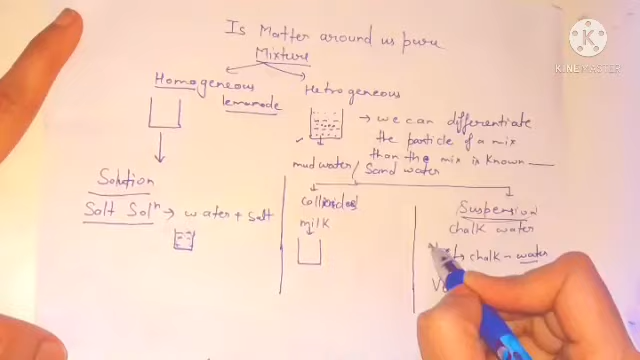 Is Matter around us pure
Mixture
Homogeneous
Hetrogeneous
lemonade
→ we can differentiate
the particle of a mix
than the mix is known
mud water /
Sand water
Solution
Salt Solⁿ → water + salt
milk
Suspension
chalk water
↳ chalk - water
K
KINEMASTER